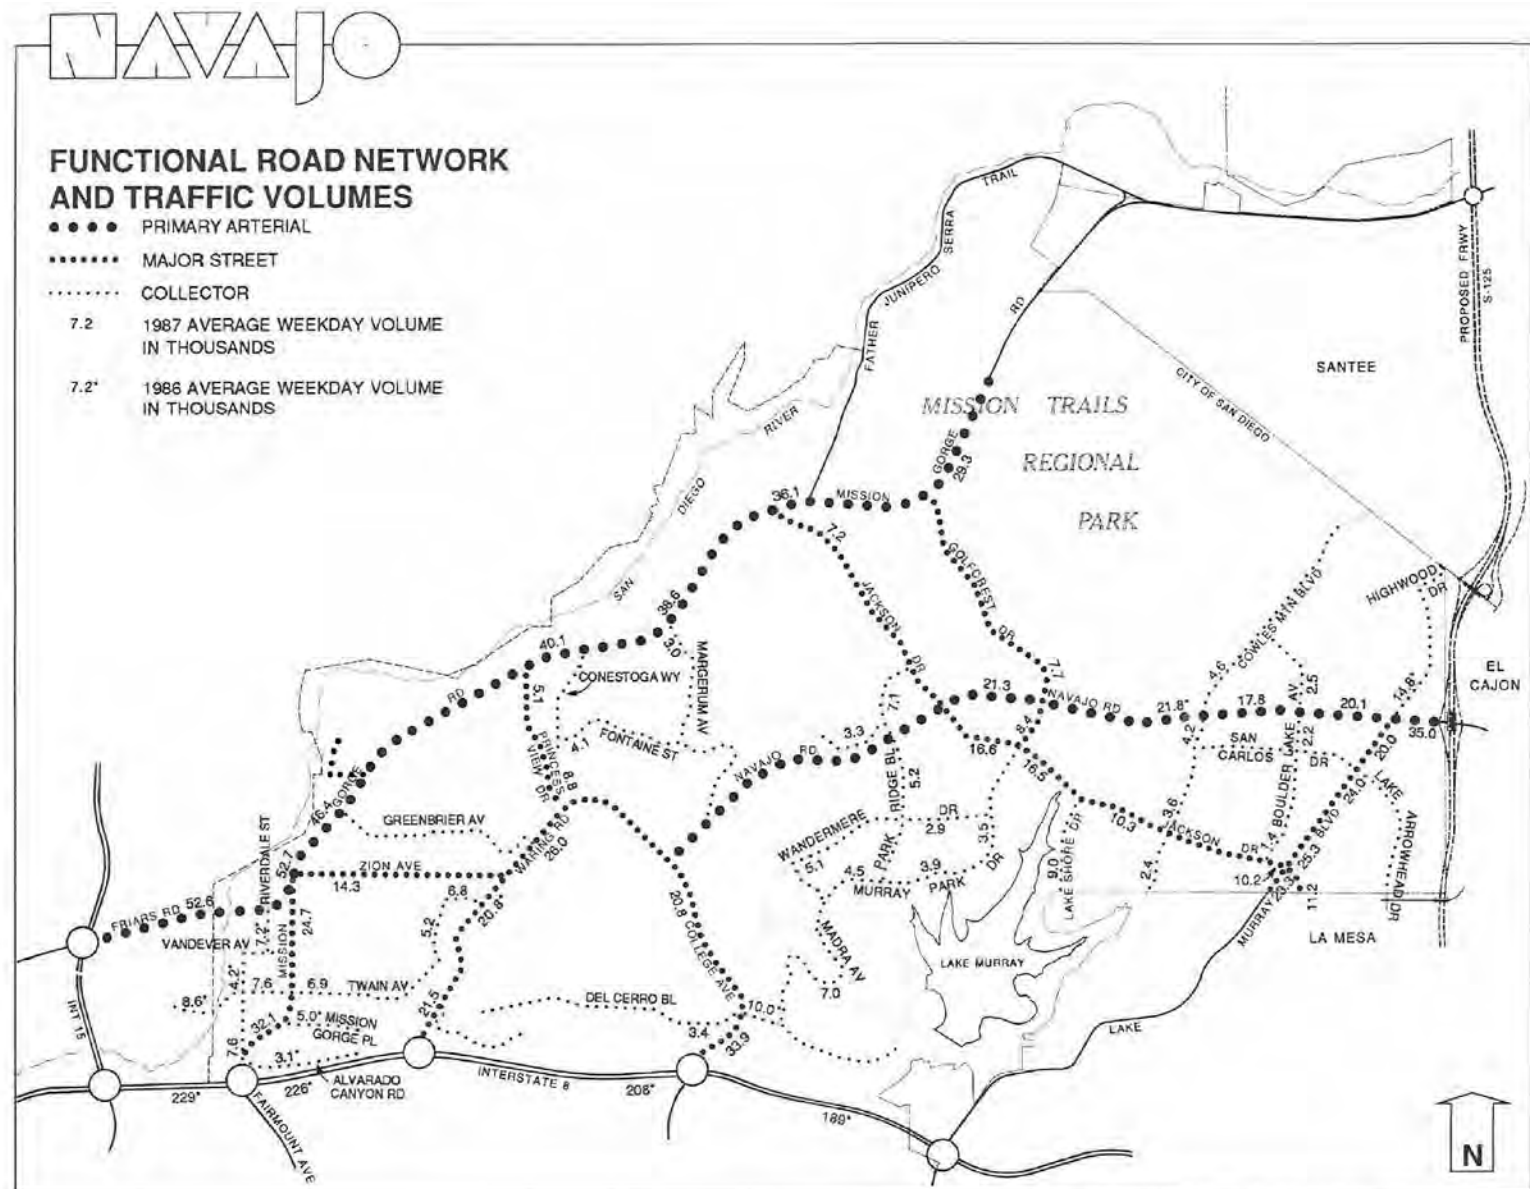 NAVAJO
FUNCTIONAL ROAD NETWORK
AND TRAFFIC VOLUMES
PRIMARY ARTERIAL
MAJOR STREET
COLLECTOR
7.2 1987 AVERAGE WEEKDAY VOLUME
IN THOUSANDS
7.2* 1986 AVERAGE WEEKDAY VOLUME
IN THOUSANDS
TRAIL
SERRA
JUNIPERO
FATHER
RD
PROPOSED FRWY
S-125
SANTEE
CITY OF SAN DIEGO
MISSION TRAILS
REGIONAL
PARK
RIVER
DIEGO
SAN
GORGE
29.3
36.1
MISSION
7.2
GOLFCREST
DR
JACKSON
DR
HIGHWOOD
DR
COWLES MTN BLVD
4.6
38.6
3.0
40.1
MARGERUM AV
CONESTOGA WY
5.1
RD
FONTAINE ST
4.1
PRINCESS
VIEW DR
8.8
7.7
21.3
NAVAJO RD
21.8*
17.8
2.5
20.1
14.8*
35.0
EL
CAJON
7.1
3.3
8.4
4.2
SAN
CARLOS
DR
BOULDER LAKE AV
2.2
20.0
NAVAJO RD
16.6
16.5
RIDGE BL
5.2
24.0
LAKE
ARROWHEAD DR
46.4
GORGE
GREENBRIER AV
WARING RD
26.0
WANDERMERE
DR
2.9
3.5
10.3
JACKSON
DR
3.6
1.4
25.3
BLVD
RIVERDALE ST
52.7
ZION AVE
14.3
5.1
4.5
PARK
3.9
MURRAY PARK
DR
9.0
LAKE SHORE DR
2.4
10.2
23.3
11.2
MURRAY
FRIARS RD 52.6
6.8
20.8*
20.8
COLLEGE AVE
VANDEVER AV
7.2*
MISSION
24.7
5.2
MADRA AV
7.0
LAKE MURRAY
LA MESA
4.2*
7.6
6.9
TWAIN AV
8.6*
INT 15
21.5
DEL CERRO BL
10.0*
3.4
33.9
LAKE
32.1
5.0* MISSION
GORGE PL
7.6
3.1*
ALVARADO
CANYON RD
229*
226*
INTERSTATE 8
208*
189*
FAIRMOUNT AVE
N